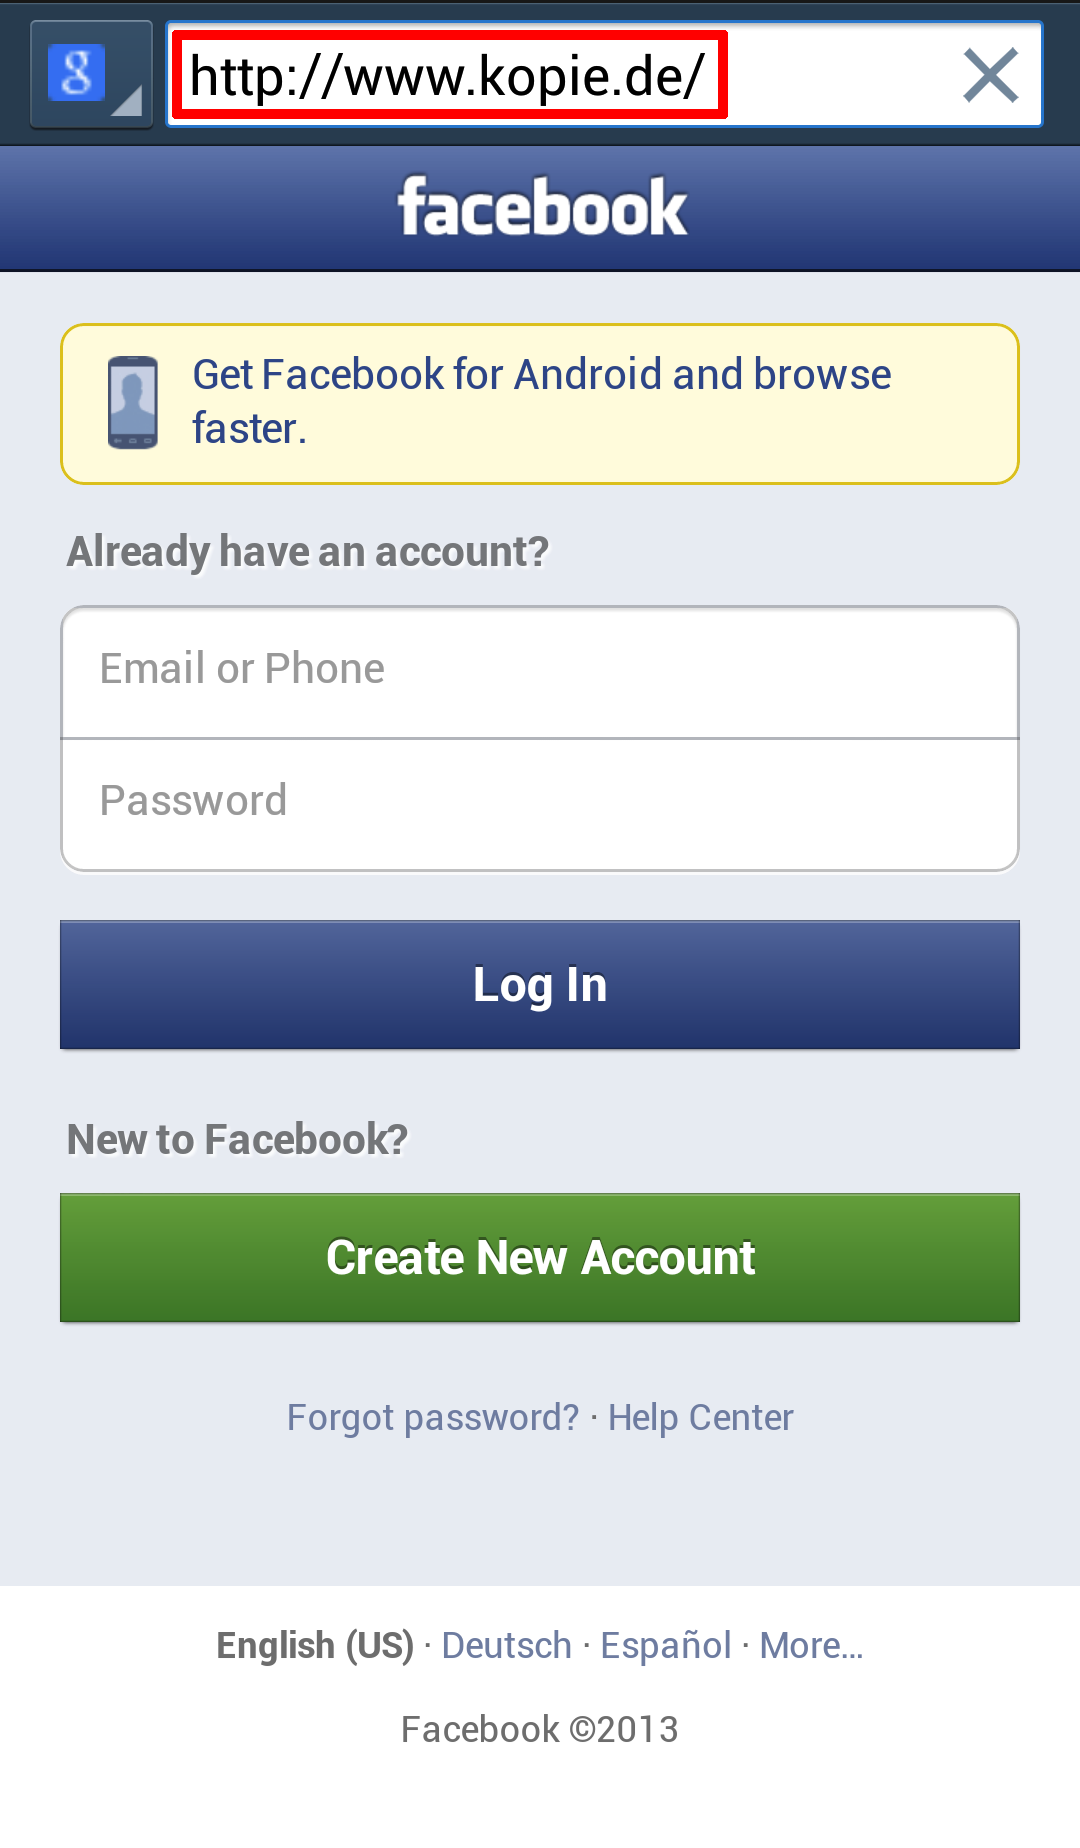 http://www.kopie.de/
facebook
Get Facebook for Android and browse
faster.
Already have an account?
Email or Phone
Password
Log In
New to Facebook?
Create New Account
Forgot password? · Help Center
English (US) · Deutsch · Español · More...
Facebook ©2013